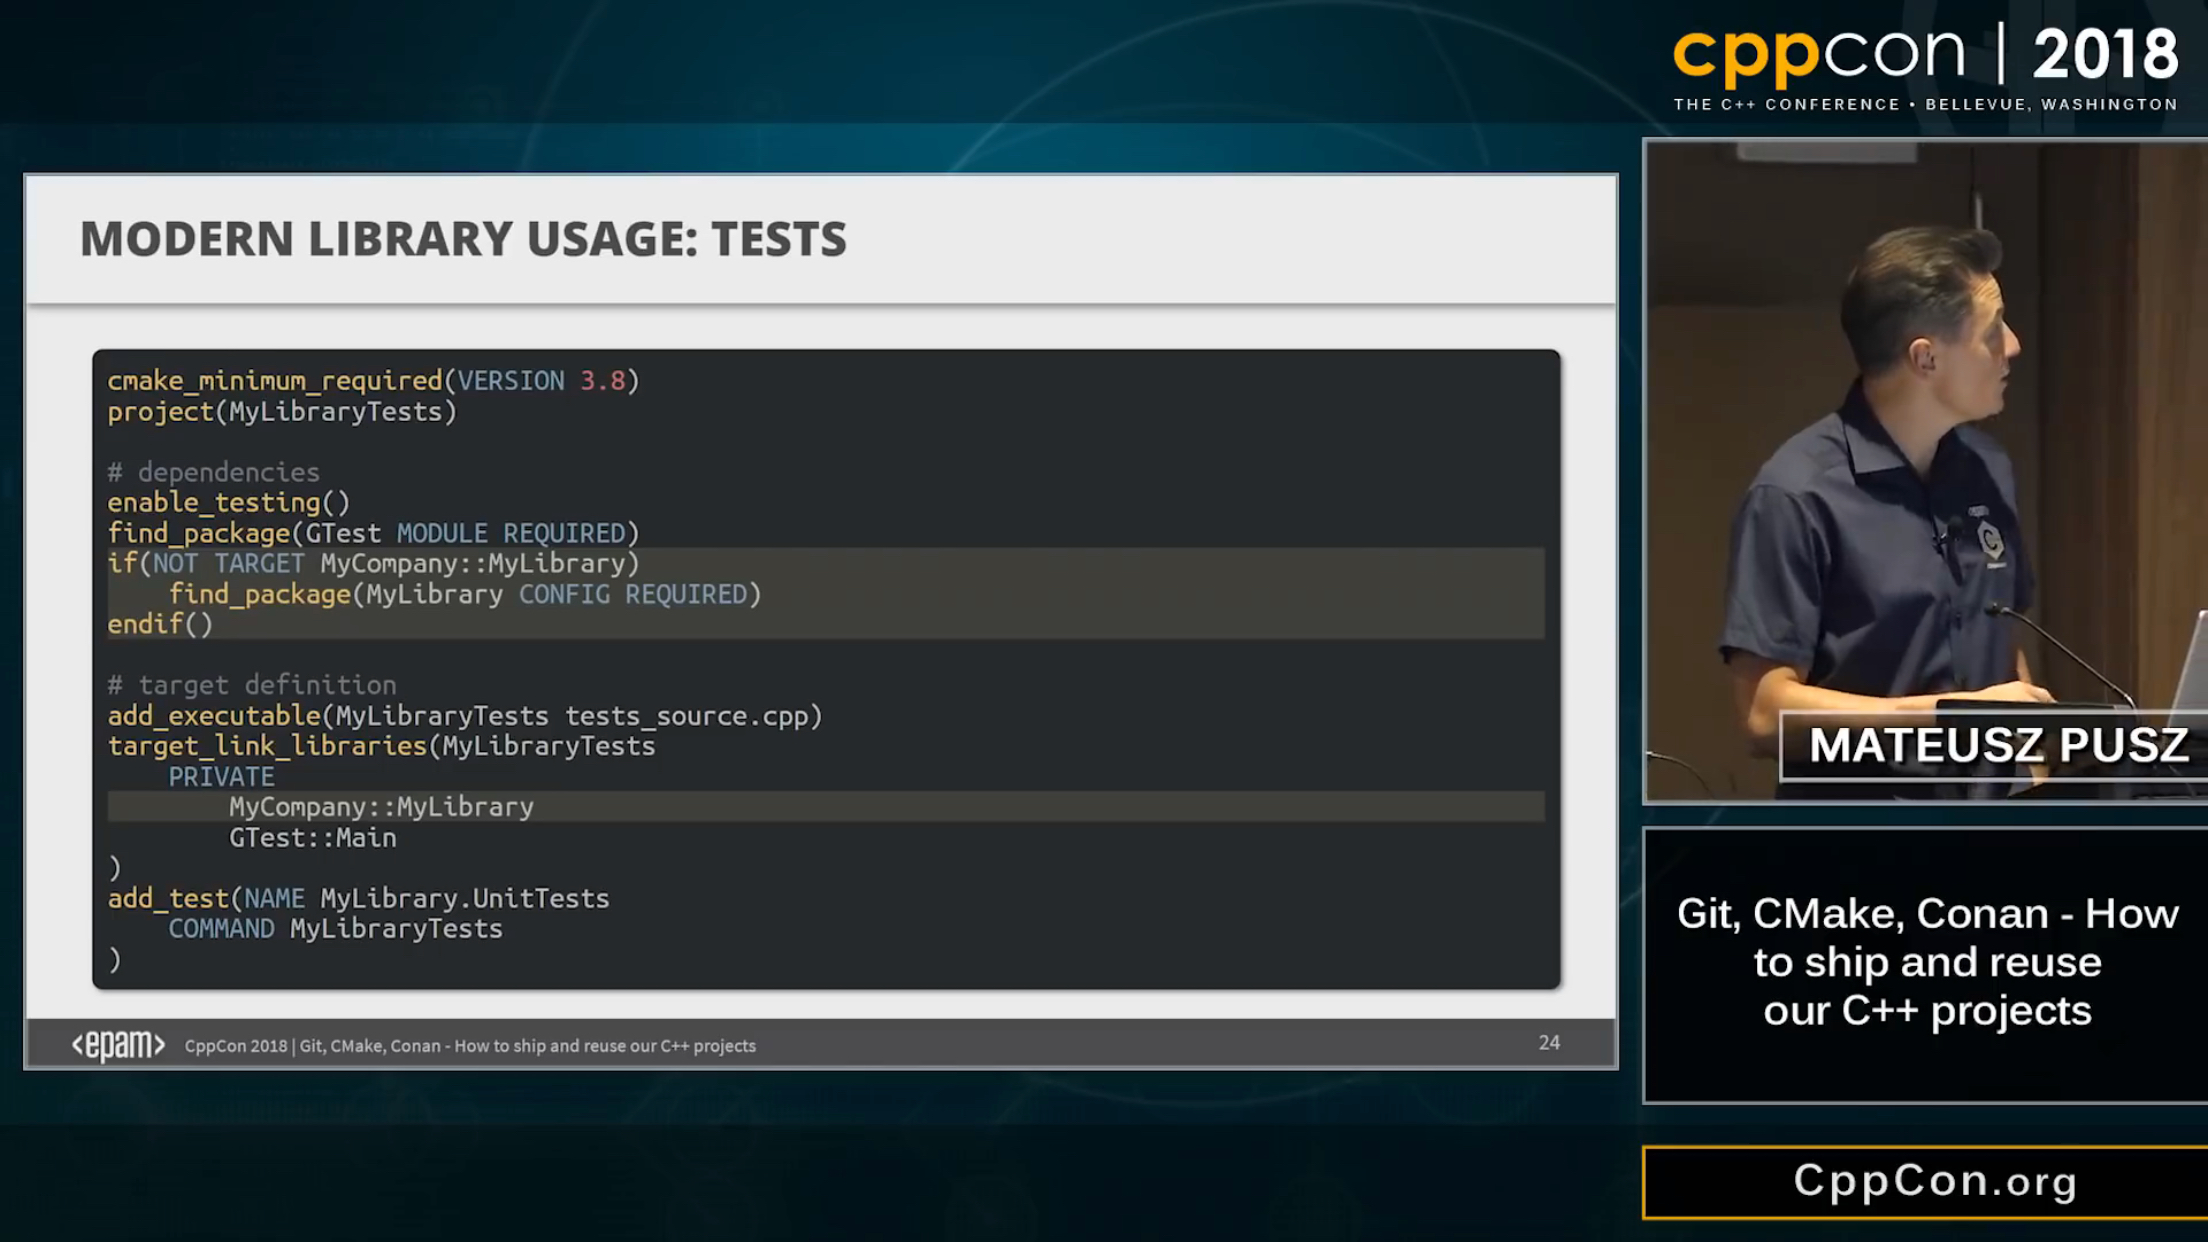 cppcon | 2018
THE C++ CONFERENCE • BELLEVUE, WASHINGTON
MODERN LIBRARY USAGE: TESTS
cmake_minimum_required(VERSION 3.8)
project(MyLibraryTests)
# dependencies
enable_testing()
find_package(GTest MODULE REQUIRED)
if(NOT TARGET MyCompany::MyLibrary)
    find_package(MyLibrary CONFIG REQUIRED)
endif()
# target definition
add_executable(MyLibraryTests tests_source.cpp)
target_link_libraries(MyLibraryTests
    PRIVATE
        MyCompany::MyLibrary
        GTest::Main
)
add_test(NAME MyLibrary.UnitTests
    COMMAND MyLibraryTests
)
<epam> CppCon 2018 | Git, CMake, Conan - How to ship and reuse our C++ projects
24
MATEUSZ PUSZ
Git, CMake, Conan - How
to ship and reuse
our C++ projects
CppCon.org